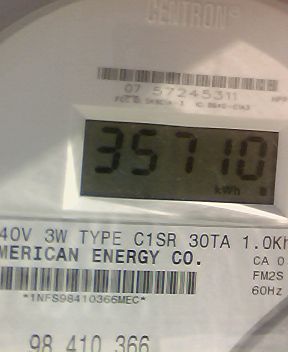 CENTRON®
07 57245311
35710
kWh
40V 3W TYPE C1SR 30TA 1.0Kh
MERICAN ENERGY CO.
CA 0
FM2S
60Hz
*1NFS98410366MEC*
98 410 366